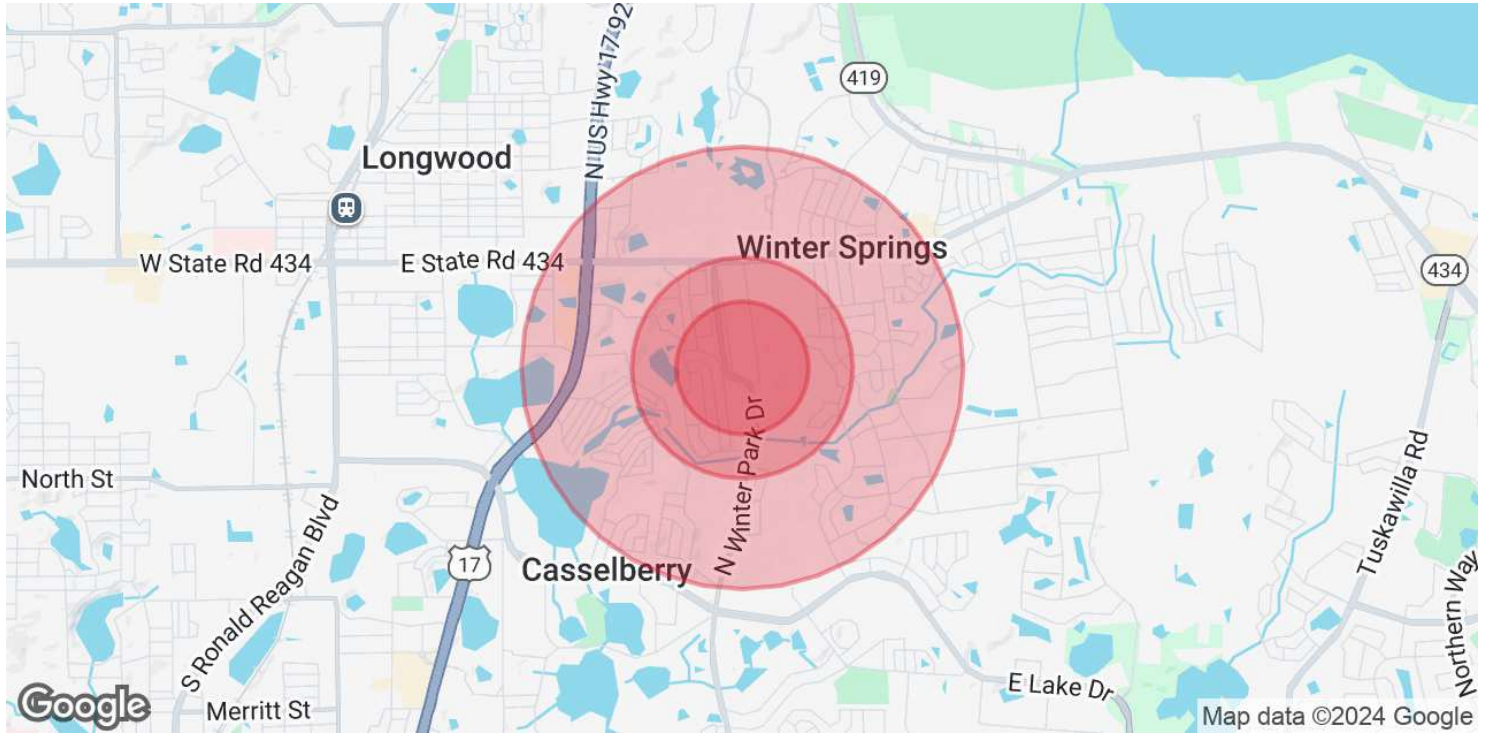 N US Hwy 17-92
419
Longwood
Winter Springs
W State Rd 434
E State Rd 434
434
North St
N Winter Park Dr
Tuskawilla Rd
S Ronald Reagan Blvd
17
Casselberry
Northern Way
E Lake Dr
Merritt St
Google
Map data ©2024 Google